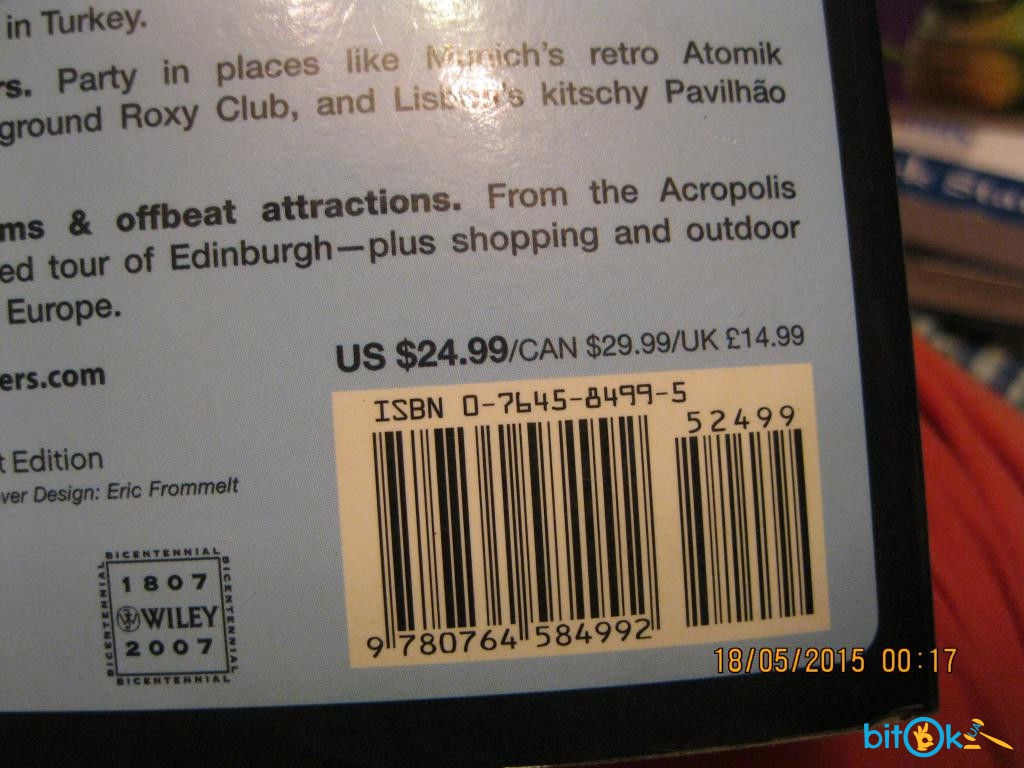 in Turkey.
rs. Party in places like Munich's retro Atomik
ground Roxy Club, and Lisbon's kitschy Pavilhão
ms & offbeat attractions. From the Acropolis
ed tour of Edinburgh—plus shopping and outdoor
Europe.
US $24.99/CAN $29.99/UK £14.99
ers.com
ISBN 0-7645-8499-5
52499
t Edition
ver Design: Eric Frommelt
BICENTENNIAL
BICENTENNIAL
BICENTENNIAL
1807
WILEY
2007
BICENTENNIAL
9 780764 584992
18/05/2015 00:17
bitOk.UA